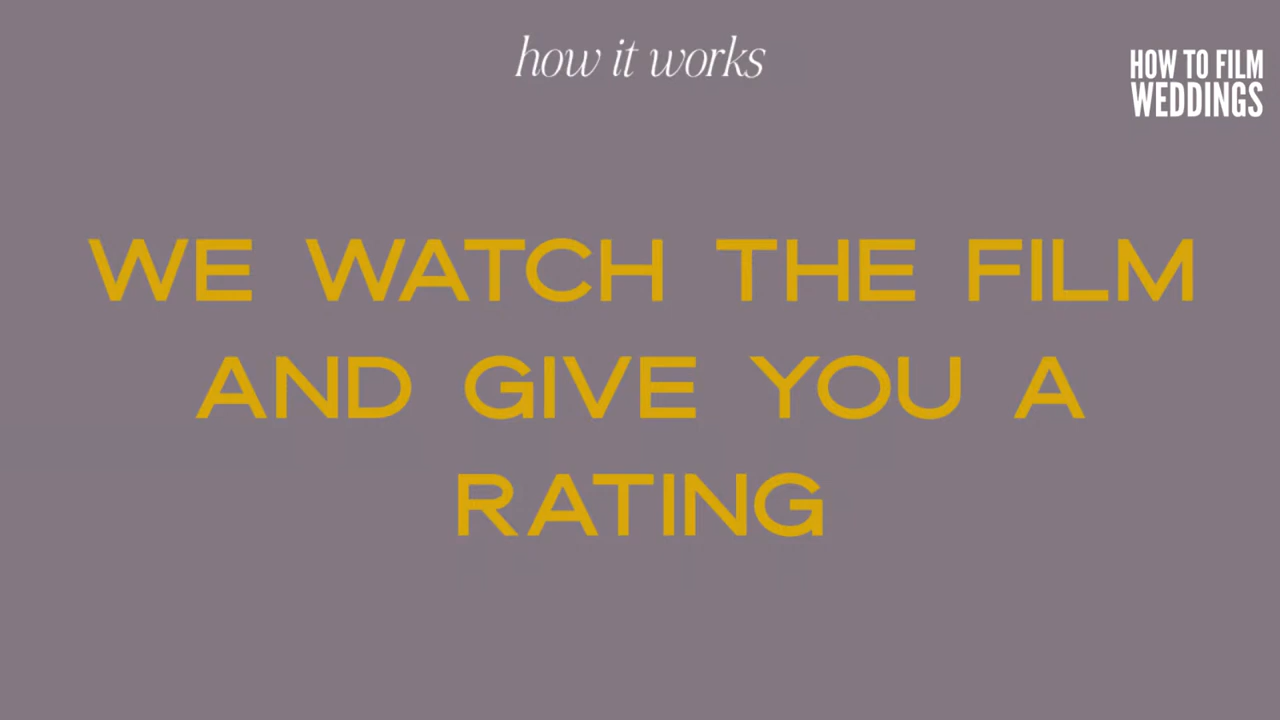 how it works
HOW TO FILM
WEDDINGS
WE WATCH THE FILM
AND GIVE YOU A
RATING